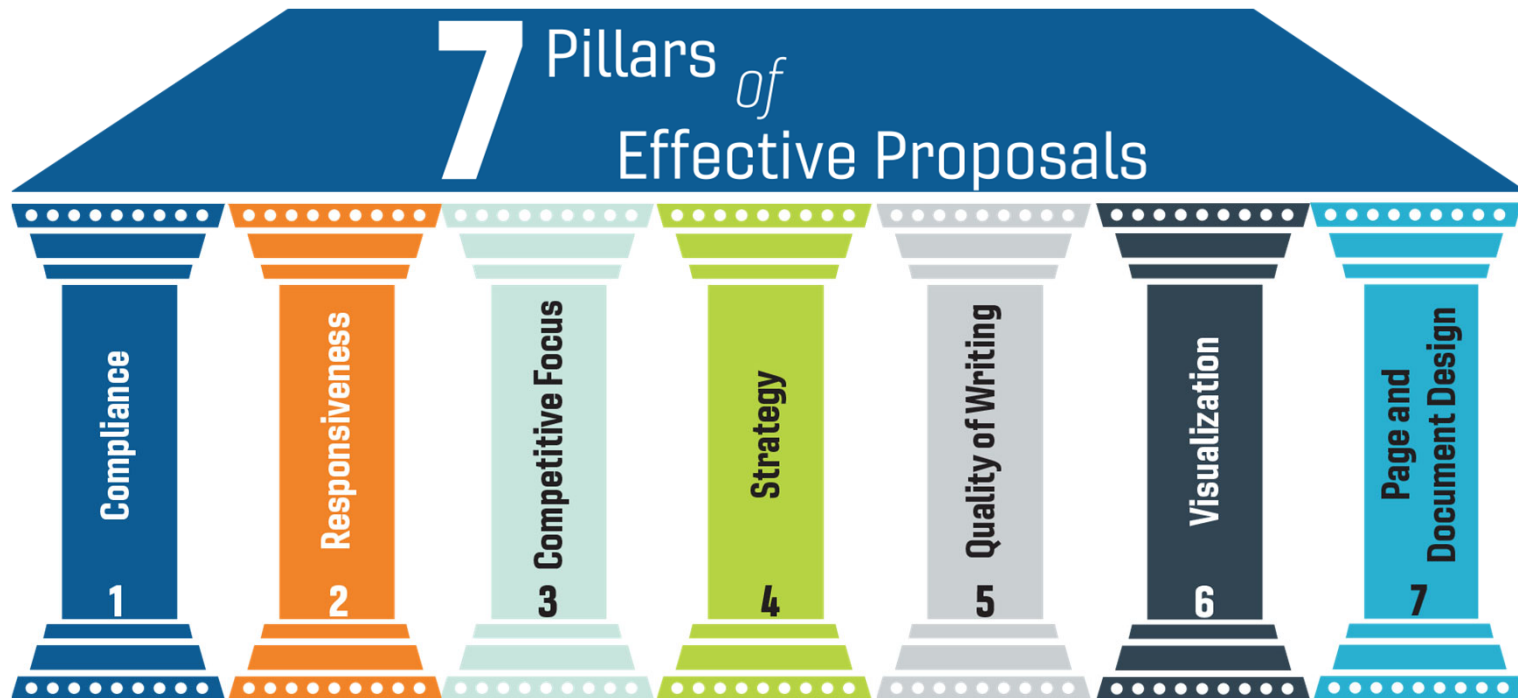 7 Pillars of
Effective Proposals
Compliance
1
Responsiveness
2
Competitive Focus
3
Strategy
4
Quality of Writing
5
Visualization
6
Page and
Document Design
7